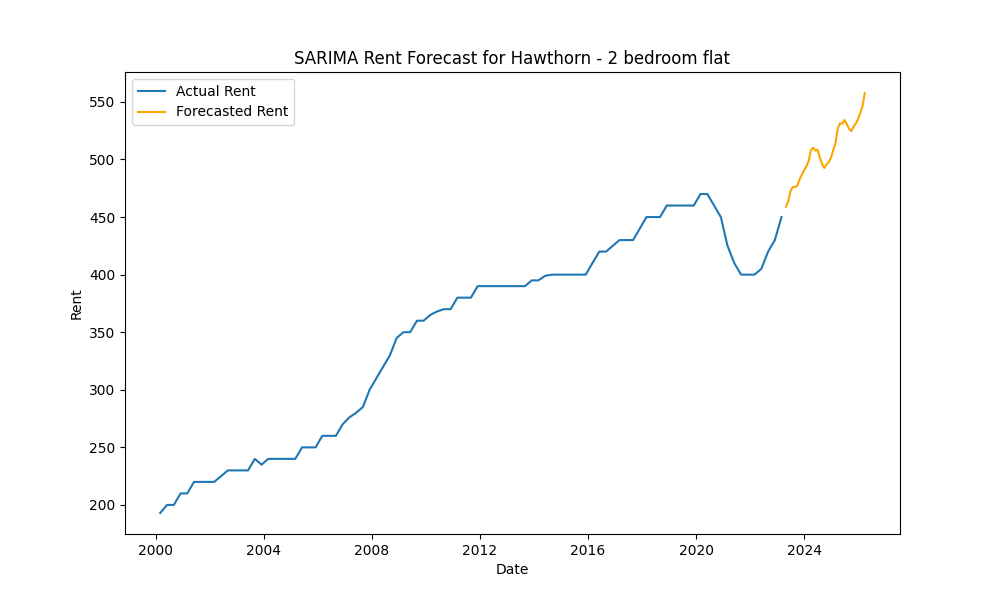 SARIMA Rent Forecast for Hawthorn - 2 bedroom flat
Actual Rent
Forecasted Rent
550
500
450
400
350
300
250
200
Rent
2000 2004 2008 2012 2016 2020 2024
Date